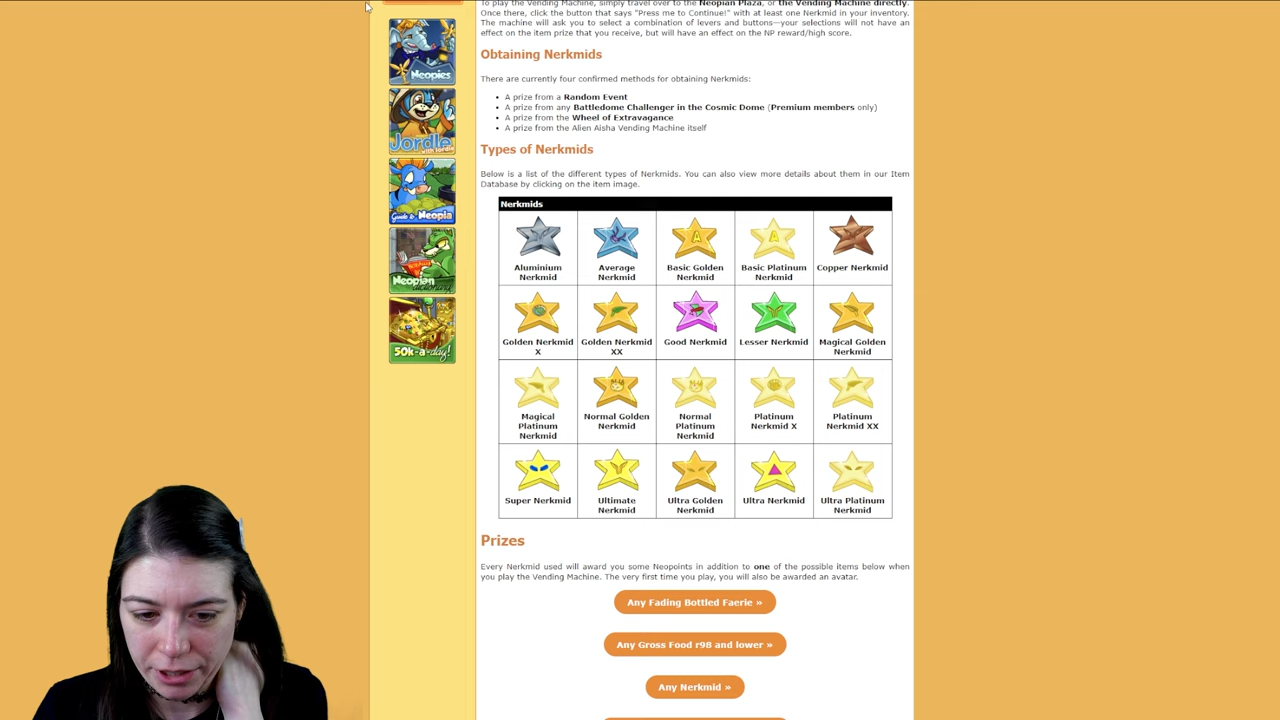 To play the Vending Machine, simply travel over to the Neopian Plaza, or the Vending Machine directly.
Once there, click the button that says "Press me to Continue!" with at least one Nerkmid in your inventory.
The machine will ask you to select a combination of levers and buttons—your selections will not have an
effect on the item prize that you receive, but will have an effect on the NP reward/high score.
Obtaining Nerkmids
There are currently four confirmed methods for obtaining Nerkmids:
• A prize from a Random Event
• A prize from any Battledome Challenger in the Cosmic Dome (Premium members only)
• A prize from the Wheel of Extravagance
• A prize from the Alien Aisha Vending Machine itself
Types of Nerkmids
Below is a list of the different types of Nerkmids. You can also view more details about them in our Item
Database by clicking on the item image.
Nerkmids
Aluminium Nerkmid
Average Nerkmid
Basic Golden Nerkmid
Basic Platinum Nerkmid
Copper Nerkmid
Golden Nerkmid X
Golden Nerkmid XX
Good Nerkmid
Lesser Nerkmid
Magical Golden Nerkmid
Magical Platinum Nerkmid
Normal Golden Nerkmid
Normal Platinum Nerkmid
Platinum Nerkmid X
Platinum Nerkmid XX
Super Nerkmid
Ultimate Nerkmid
Ultra Golden Nerkmid
Ultra Nerkmid
Ultra Platinum Nerkmid
Prizes
Every Nerkmid used will award you some Neopoints in addition to one of the possible items below when
you play the Vending Machine. The very first time you play, you will also be awarded an avatar.
Any Fading Bottled Faerie »
Any Gross Food r98 and lower »
Any Nerkmid »
Neopies
Jordle
with Jordie
Guide to Neopia
Neopian
dictionary
50k-a-day!